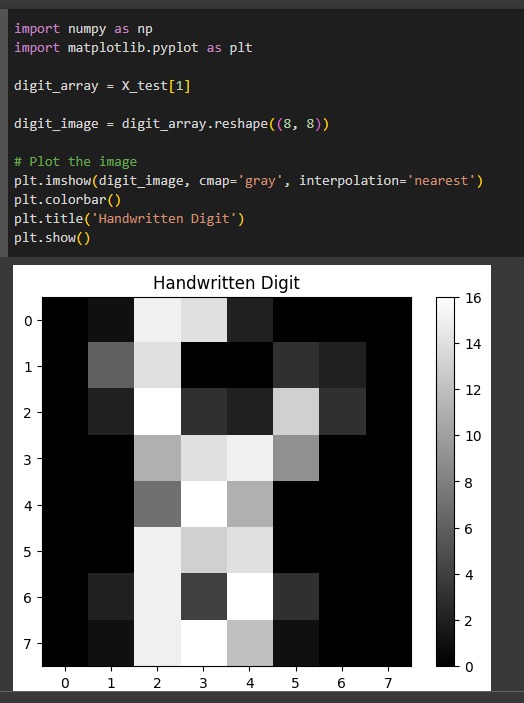 import numpy as np
import matplotlib.pyplot as plt
digit_array = X_test[1]
digit_image = digit_array.reshape((8, 8))
# Plot the image
plt.imshow(digit_image, cmap='gray', interpolation='nearest')
plt.colorbar()
plt.title('Handwritten Digit')
plt.show()
Handwritten Digit
0
1
2
3
4
5
6
7
0 1 2 3 4 5 6 7
16
14
12
10
8
6
4
2
0